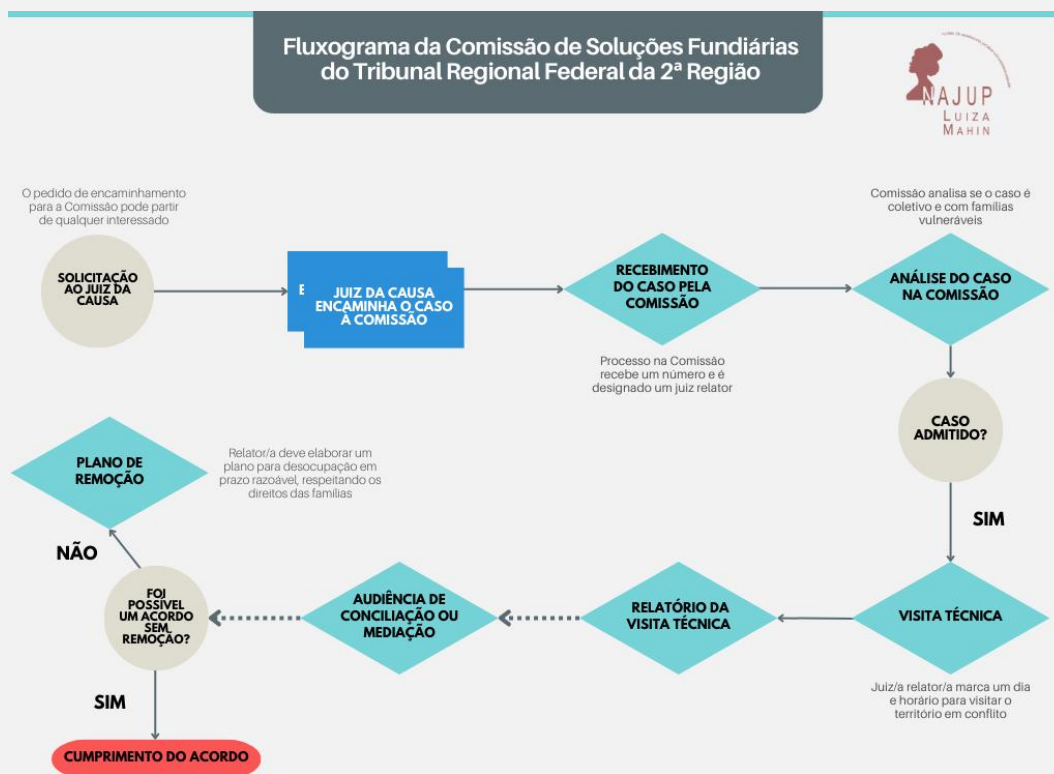 Fluxograma da Comissão de Soluções Fundiárias
do Tribunal Regional Federal da 2ª Região
NAJUP
LUIZA
MAHIN
O pedido de encaminhamento
para a Comissão pode partir
de qualquer interessado
SOLICITAÇÃO
AO JUIZ DA
CAUSA
JUIZ DA CAUSA
ENCAMINHA O CASO
À COMISSÃO
RECEBIMENTO
DO CASO PELA
COMISSÃO
Processo na Comissão
recebe um número e é
designado um juiz relator
Comissão analisa se o caso é
coletivo e com famílias
vulneráveis
ANÁLISE DO CASO
NA COMISSÃO
CASO
ADMITIDO?
SIM
VISITA TÉCNICA
Juiz/a relator/a marca um dia
e horário para visitar o
território em conflito
RELATÓRIO DA
VISITA TÉCNICA
AUDIÊNCIA DE
CONCILIAÇÃO OU
MEDIAÇÃO
FOI
POSSÍVEL
UM ACORDO
SEM
REMOÇÃO?
NÃO
PLANO DE
REMOÇÃO
Relator/a deve elaborar um
plano para desocupação em
prazo razoável, respeitando os
direitos das famílias
SIM
CUMPRIMENTO DO ACORDO